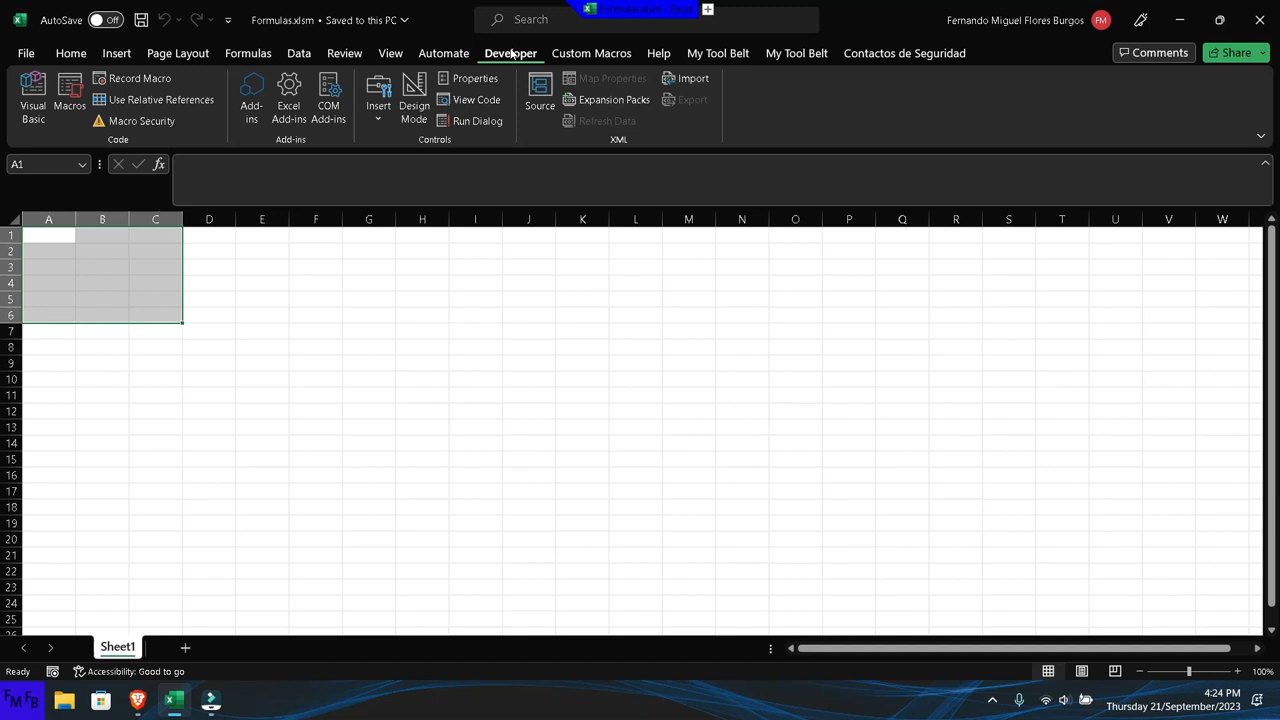 AutoSave Off Formulas.xlsm • Saved to this PC Search Formulas.xlsm - Excel Fernando Miguel Flores Burgos FM
File Home Insert Page Layout Formulas Data Review View Automate Developer Custom Macros Help My Tool Belt My Tool Belt Contactos de Seguridad Comments Share
Visual Basic
Macros
Record Macro
Use Relative References
Macro Security
Code
Add-ins
Excel Add-ins
COM Add-ins
Add-ins
Insert
Design Mode
Properties
View Code
Run Dialog
Controls
Source
Map Properties
Expansion Packs
Refresh Data
Import
Export
XML
A1 fx
A B C D E F G H I J K L M N O P Q R S T U V W
1
2
3
4
5
6
7
8
9
10
11
12
13
14
15
16
17
18
19
20
21
22
23
24
25
26
Sheet1
Ready Accessibility: Good to go 100%
FM FB 4:24 PM
Thursday 21/September/2023